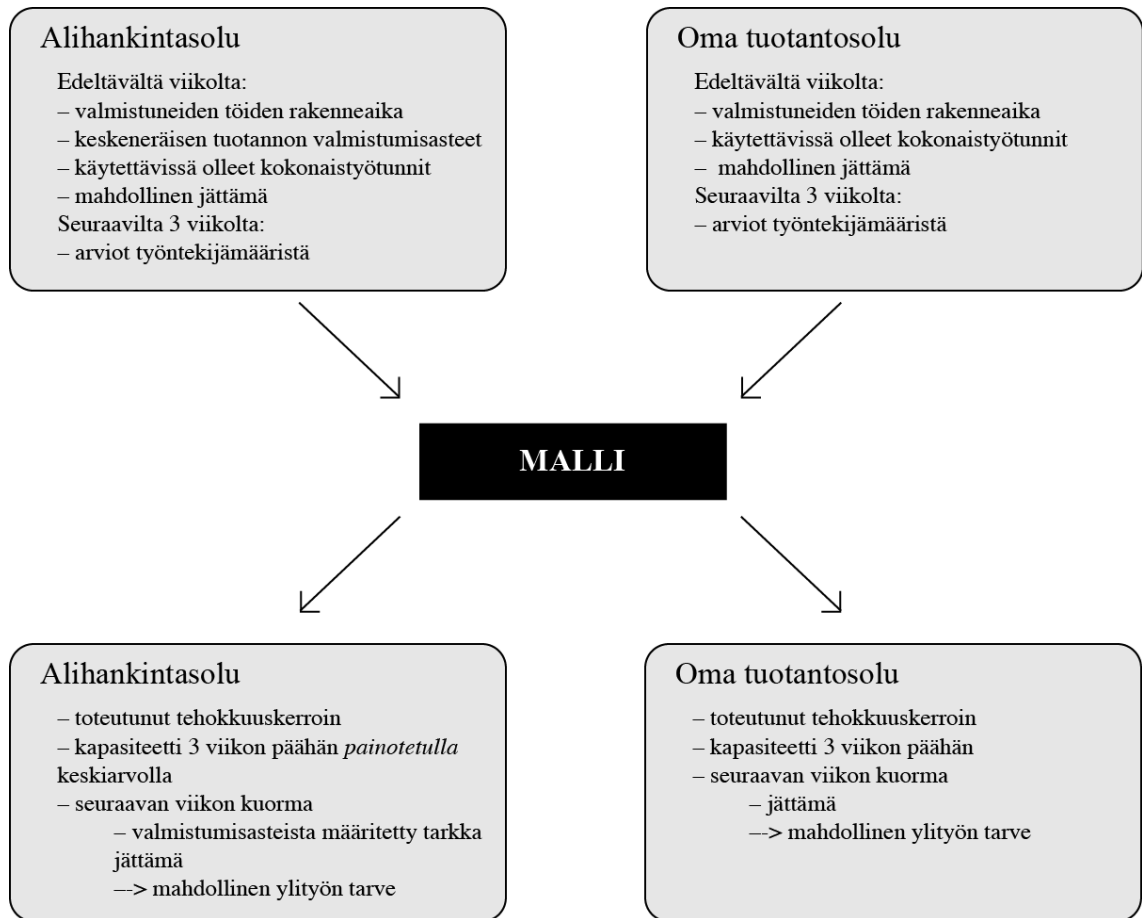 Alihankintasolu
Edeltävältä viikolta:
– valmistuneiden töiden rakenneaika
– keskeneräisen tuotannon valmistumisasteet
– käytettävissä olleet kokonaistyötunnit
– mahdollinen jättämä
Seuraavilta 3 viikolta:
– arviot työntekijämääristä
Oma tuotantosolu
Edeltävältä viikolta:
– valmistuneiden töiden rakenneaika
– käytettävissä olleet kokonaistyötunnit
– mahdollinen jättämä
Seuraavilta 3 viikolta:
– arviot työntekijämääristä
MALLI
Alihankintasolu
– toteutunut tehokkuuskerroin
– kapasiteetti 3 viikon päähän painotetulla
keskiarvolla
– seuraavan viikon kuorma
– valmistumisasteista määritetty tarkka
jättämä
–-> mahdollinen ylityön tarve
Oma tuotantosolu
– toteutunut tehokkuuskerroin
– kapasiteetti 3 viikon päähän
– seuraavan viikon kuorma
– jättämä
–-> mahdollinen ylityön tarve